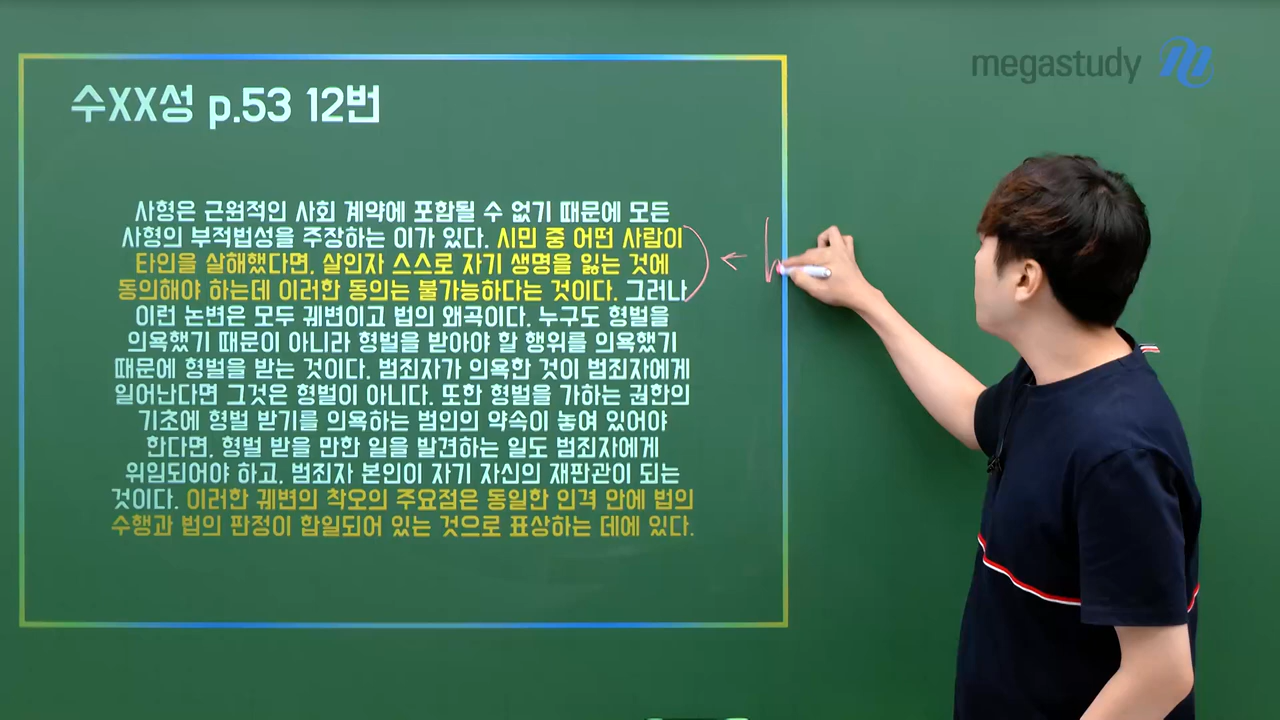 megastudy
수XX성 p.53 12번
사형은 근원적인 사회 계약에 포함될 수 없기 때문에 모든
사형의 부적법성을 주장하는 이가 있다. 시민 중 어떤 사람이
타인을 살해했다면, 살인자 스스로 자기 생명을 잃는 것에
동의해야 하는데 이러한 동의는 불가능하다는 것이다. 그러나
이런 논변은 모두 궤변이고 법의 왜곡이다. 누구도 형벌을
의욕했기 때문이 아니라 형벌을 받아야 할 행위를 의욕했기
때문에 형벌을 받는 것이다. 범죄자가 의욕한 것이 범죄자에게
일어난다면 그것은 형벌이 아니다. 또한 형벌을 가하는 권한의
기초에 형벌 받기를 의욕하는 범인의 약속이 놓여 있어야
한다면, 형벌 받을 만한 일을 발견하는 일도 범죄자에게
위임되어야 하고, 범죄자 본인이 자기 자신의 재판관이 되는
것이다. 이러한 궤변의 착오의 주요점은 동일한 인격 안에 법의
수행과 법의 판정이 합일되어 있는 것으로 표상하는 데에 있다.